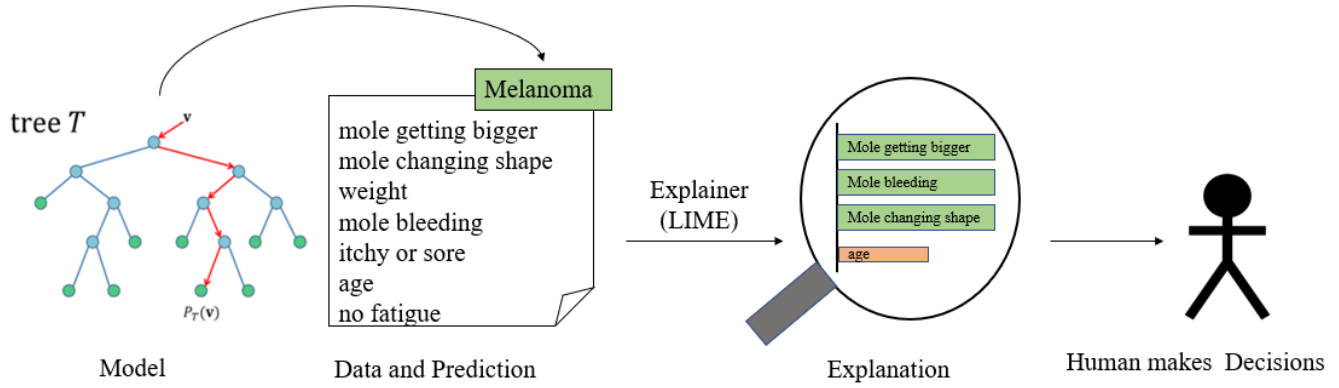 tree T
v
P_T(v)
Model
Melanoma
mole getting bigger
mole changing shape
weight
mole bleeding
itchy or sore
age
no fatigue
Data and Prediction
Explainer
(LIME)
Mole getting bigger
Mole bleeding
Mole changing shape
age
Explanation
Human makes Decisions